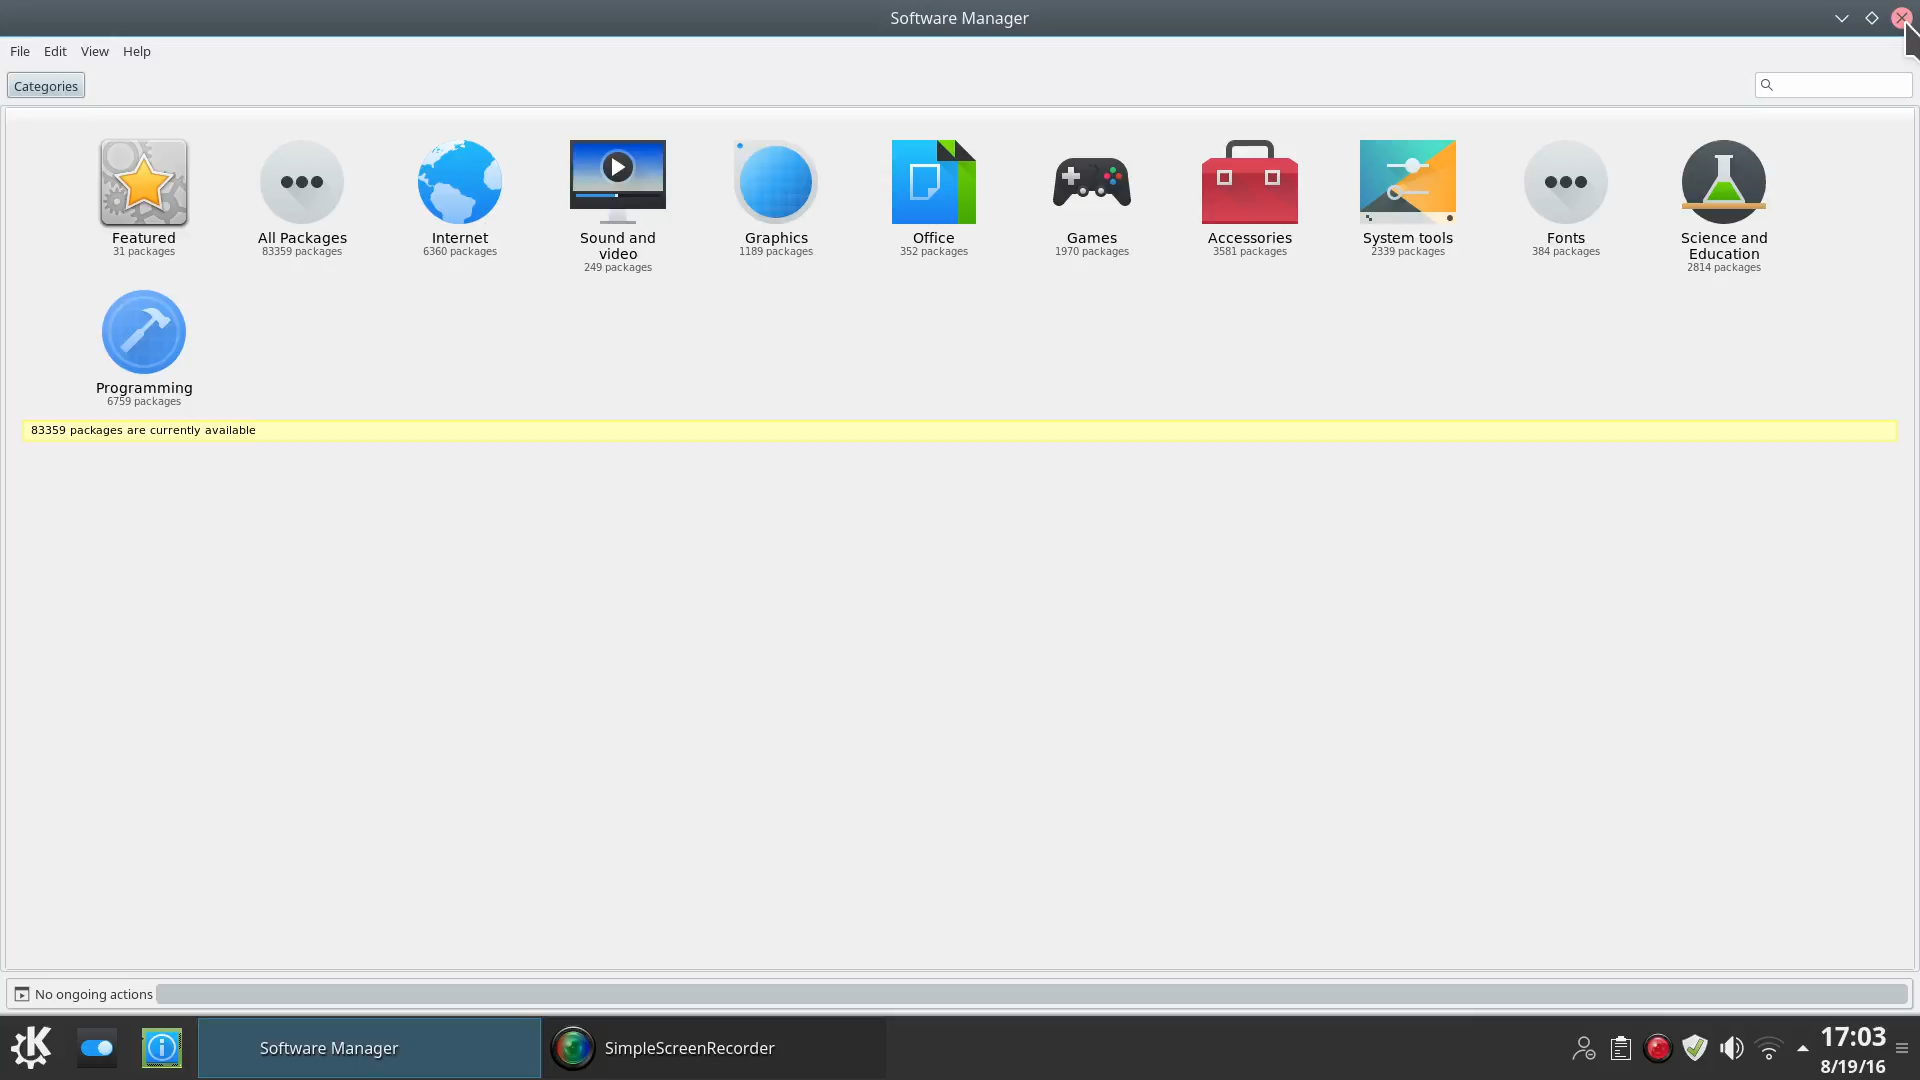 Software Manager
File Edit View Help
Categories
Featured
31 packages
All Packages
83359 packages
Internet
6360 packages
Sound and
video
249 packages
Graphics
1189 packages
Office
352 packages
Games
1970 packages
Accessories
3581 packages
System tools
2339 packages
Fonts
384 packages
Science and
Education
2814 packages
Programming
6759 packages
83359 packages are currently available
No ongoing actions
Software Manager
SimpleScreenRecorder
17:03
8/19/16